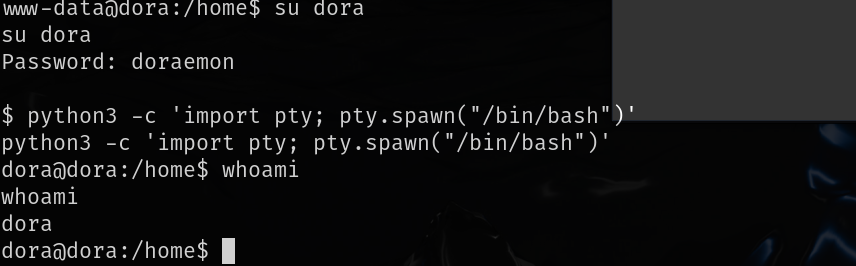 www-data@dora:/home$ su dora
su dora
Password: doraemon
$ python3 -c 'import pty; pty.spawn("/bin/bash")'
python3 -c 'import pty; pty.spawn("/bin/bash")'
dora@dora:/home$ whoami
whoami
dora
dora@dora:/home$